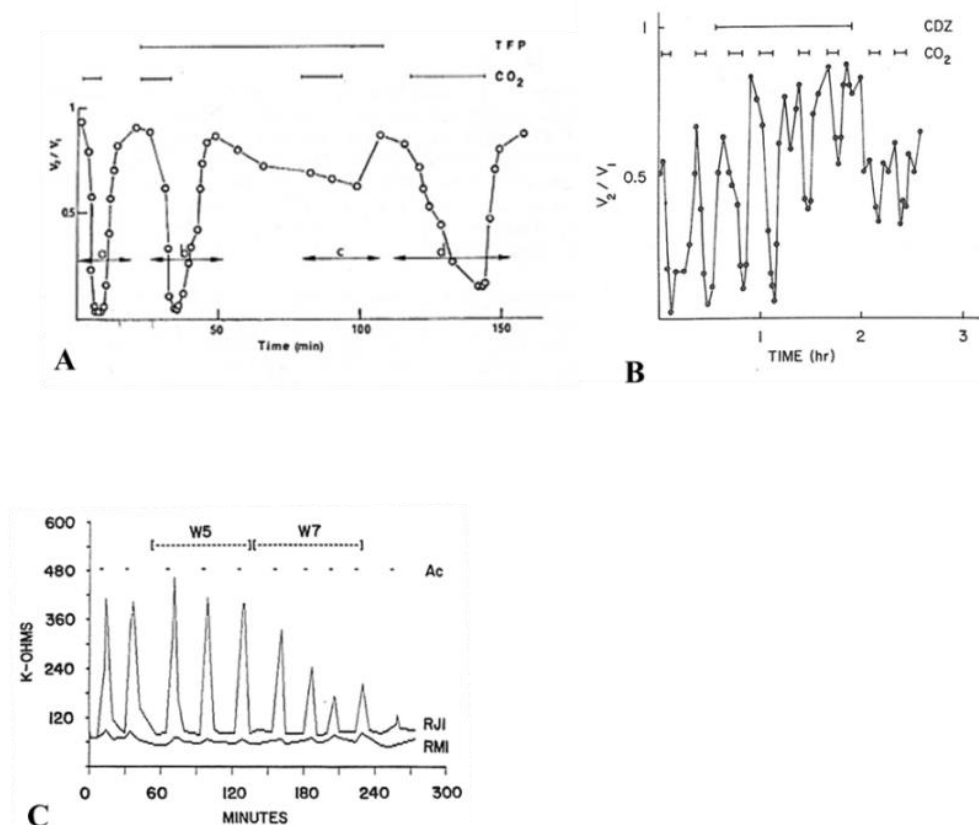 TFP
CO₂
1
V₂ / V₁
0.5
a
b
c
d
50
100
150
Time (min)
A
CDZ
CO₂
1
V₂ / V₁
0.5
1
2
3
TIME (hr)
B
600
W5
W7
480
Ac
360
K-OHMS
240
120
RJI
RMI
0
60
120
180
240
300
MINUTES
C